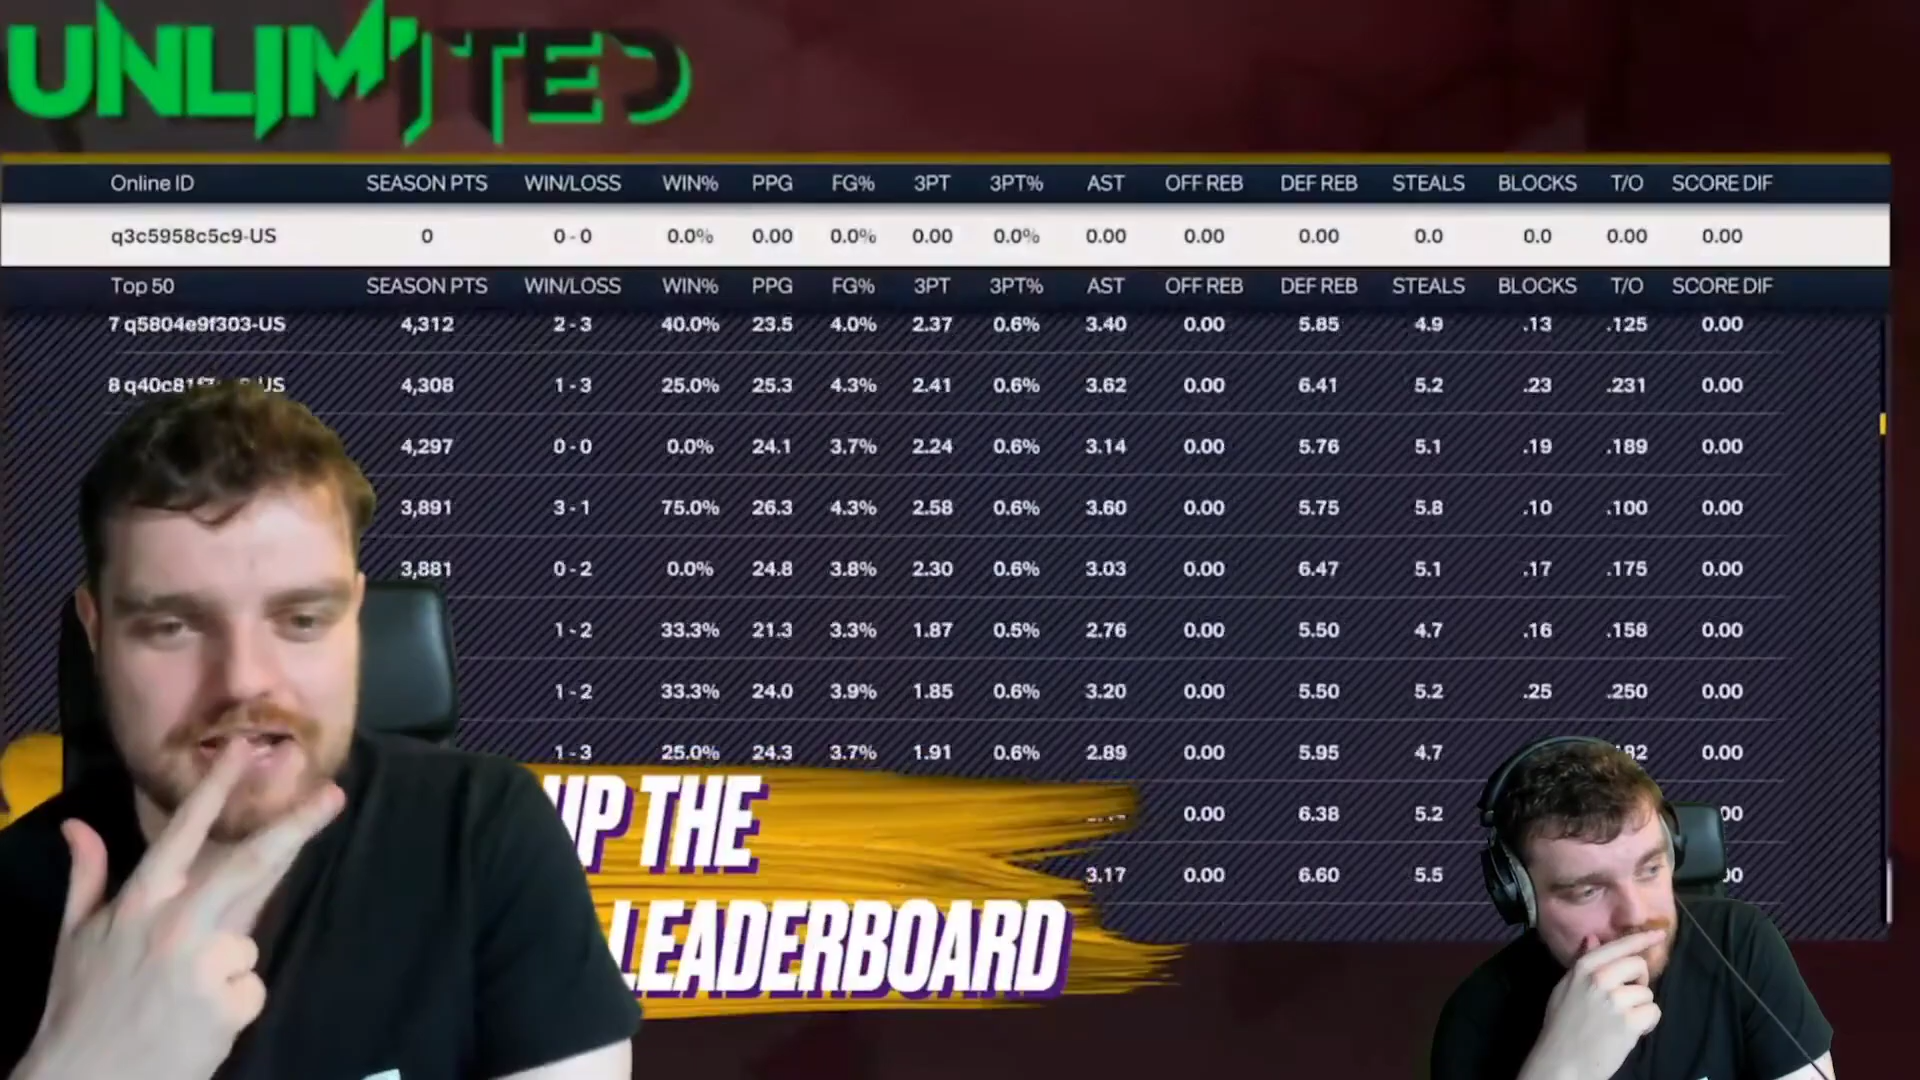 UNLIMITED
Online ID SEASON PTS WIN/LOSS WIN% PPG FG% 3PT 3PT% AST OFF REB DEF REB STEALS BLOCKS T/O SCORE DIF
q3c5958c5c9-US 0 0 - 0 0.0% 0.00 0.0% 0.00 0.0% 0.00 0.00 0.00 0.0 0.0 0.00 0.00
Top 50 SEASON PTS WIN/LOSS WIN% PPG FG% 3PT 3PT% AST OFF REB DEF REB STEALS BLOCKS T/O SCORE DIF
7 q5804e9f303-US 4,312 2 - 3 40.0% 23.5 4.0% 2.37 0.6% 3.40 0.00 5.85 4.9 .13 .125 0.00
8 4,308 1 - 3 25.0% 25.3 4.3% 2.41 0.6% 3.62 0.00 6.41 5.2 .23 .231 0.00
4,297 0 - 0 0.0% 24.1 3.7% 2.24 0.6% 3.14 0.00 5.76 5.1 .19 .189 0.00
3,891 3 - 1 75.0% 26.3 4.3% 2.58 0.6% 3.60 0.00 5.75 5.8 .10 .100 0.00
3,881 0 - 2 0.0% 24.8 3.8% 2.30 0.6% 3.03 0.00 6.47 5.1 .17 .175 0.00
1 - 2 33.3% 21.3 3.3% 1.87 0.5% 2.76 0.00 5.50 4.7 .16 .158 0.00
1 - 2 33.3% 24.0 3.9% 1.85 0.6% 3.20 0.00 5.50 5.2 .25 .250 0.00
1 - 3 25.0% 24.3 3.7% 1.91 0.6% 2.89 0.00 5.95 4.7 0.00
0.00 6.38 5.2
3.17 0.00 6.60 5.5
UP THE
LEADERBOARD